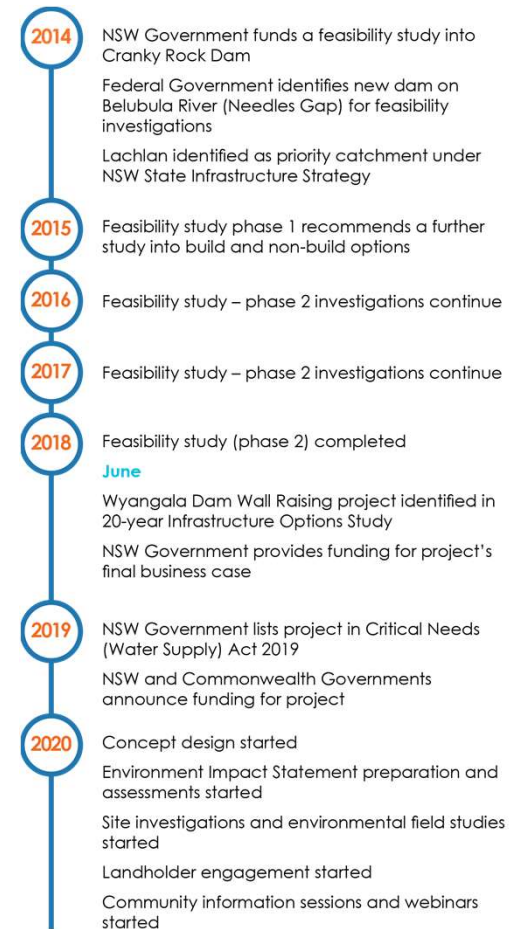 2014
NSW Government funds a feasibility study into
Cranky Rock Dam
Federal Government identifies new dam on
Belubula River (Needles Gap) for feasibility
investigations
Lachlan identified as priority catchment under
NSW State Infrastructure Strategy
2015
Feasibility study phase 1 recommends a further
study into build and non-build options
2016
Feasibility study – phase 2 investigations continue
2017
Feasibility study – phase 2 investigations continue
2018
Feasibility study (phase 2) completed
June
Wyangala Dam Wall Raising project identified in
20-year Infrastructure Options Study
NSW Government provides funding for project's
final business case
2019
NSW Government lists project in Critical Needs
(Water Supply) Act 2019
NSW and Commonwealth Governments
announce funding for project
2020
Concept design started
Environment Impact Statement preparation and
assessments started
Site investigations and environmental field studies
started
Landholder engagement started
Community information sessions and webinars
started